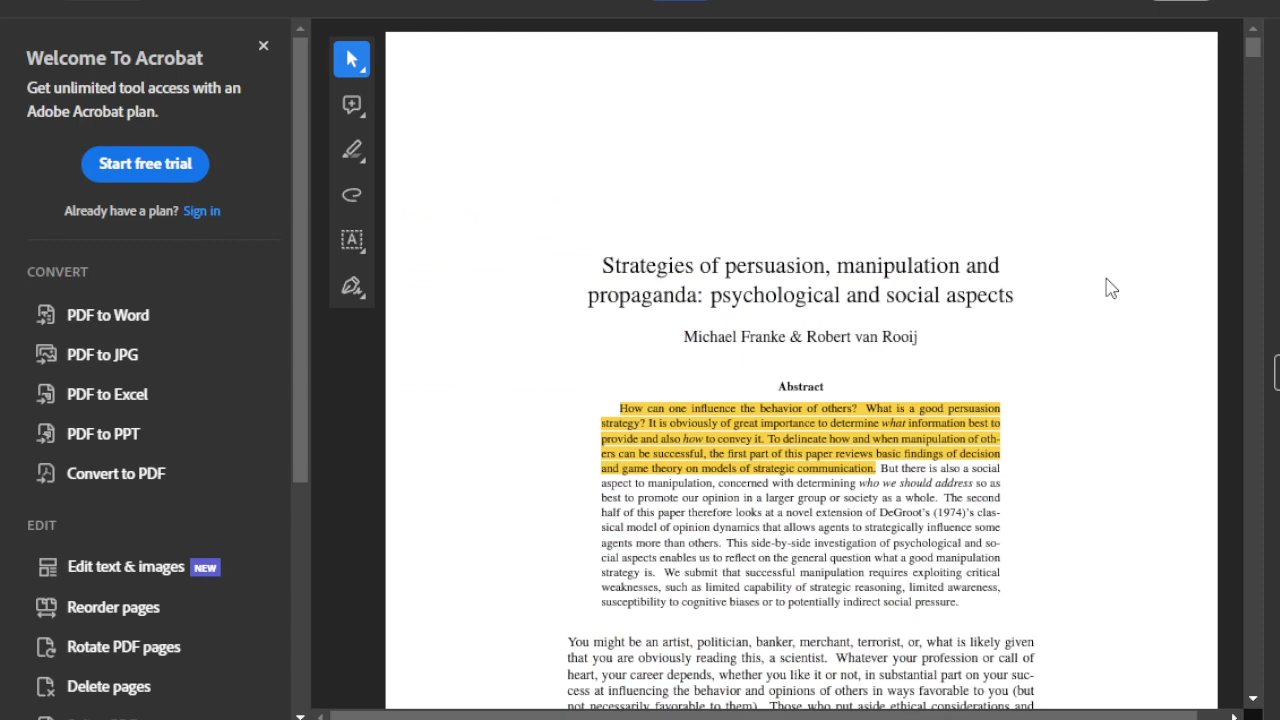 Welcome To Acrobat
Get unlimited tool access with an
Adobe Acrobat plan.
Start free trial
Already have a plan? Sign in
CONVERT
PDF to Word
PDF to JPG
PDF to Excel
PDF to PPT
Convert to PDF
EDIT
Edit text & images NEW
Reorder pages
Rotate PDF pages
Delete pages
Strategies of persuasion, manipulation and
propaganda: psychological and social aspects
Michael Franke & Robert van Rooij
Abstract
How can one influence the behavior of others? What is a good persuasion
strategy? It is obviously of great importance to determine what information best to
provide and also how to convey it. To delineate how and when manipulation of oth-
ers can be successful, the first part of this paper reviews basic findings of decision
and game theory on models of strategic communication. But there is also a social
aspect to manipulation, concerned with determining who we should address so as
best to promote our opinion in a larger group or society as a whole. The second
half of this paper therefore looks at a novel extension of DeGroot's (1974)'s clas-
sical model of opinion dynamics that allows agents to strategically influence some
agents more than others. This side-by-side investigation of psychological and so-
cial aspects enables us to reflect on the general question what a good manipulation
strategy is. We submit that successful manipulation requires exploiting critical
weaknesses, such as limited capability of strategic reasoning, limited awareness,
susceptibility to cognitive biases or to potentially indirect social pressure.
You might be an artist, politician, banker, merchant, terrorist, or, what is likely given
that you are obviously reading this, a scientist. Whatever your profession or call of
heart, your career depends, whether you like it or not, in substantial part on your suc-
cess at influencing the behavior and opinions of others in ways favorable to you (but
not necessarily favorable to them). Those who put aside ethical considerations and